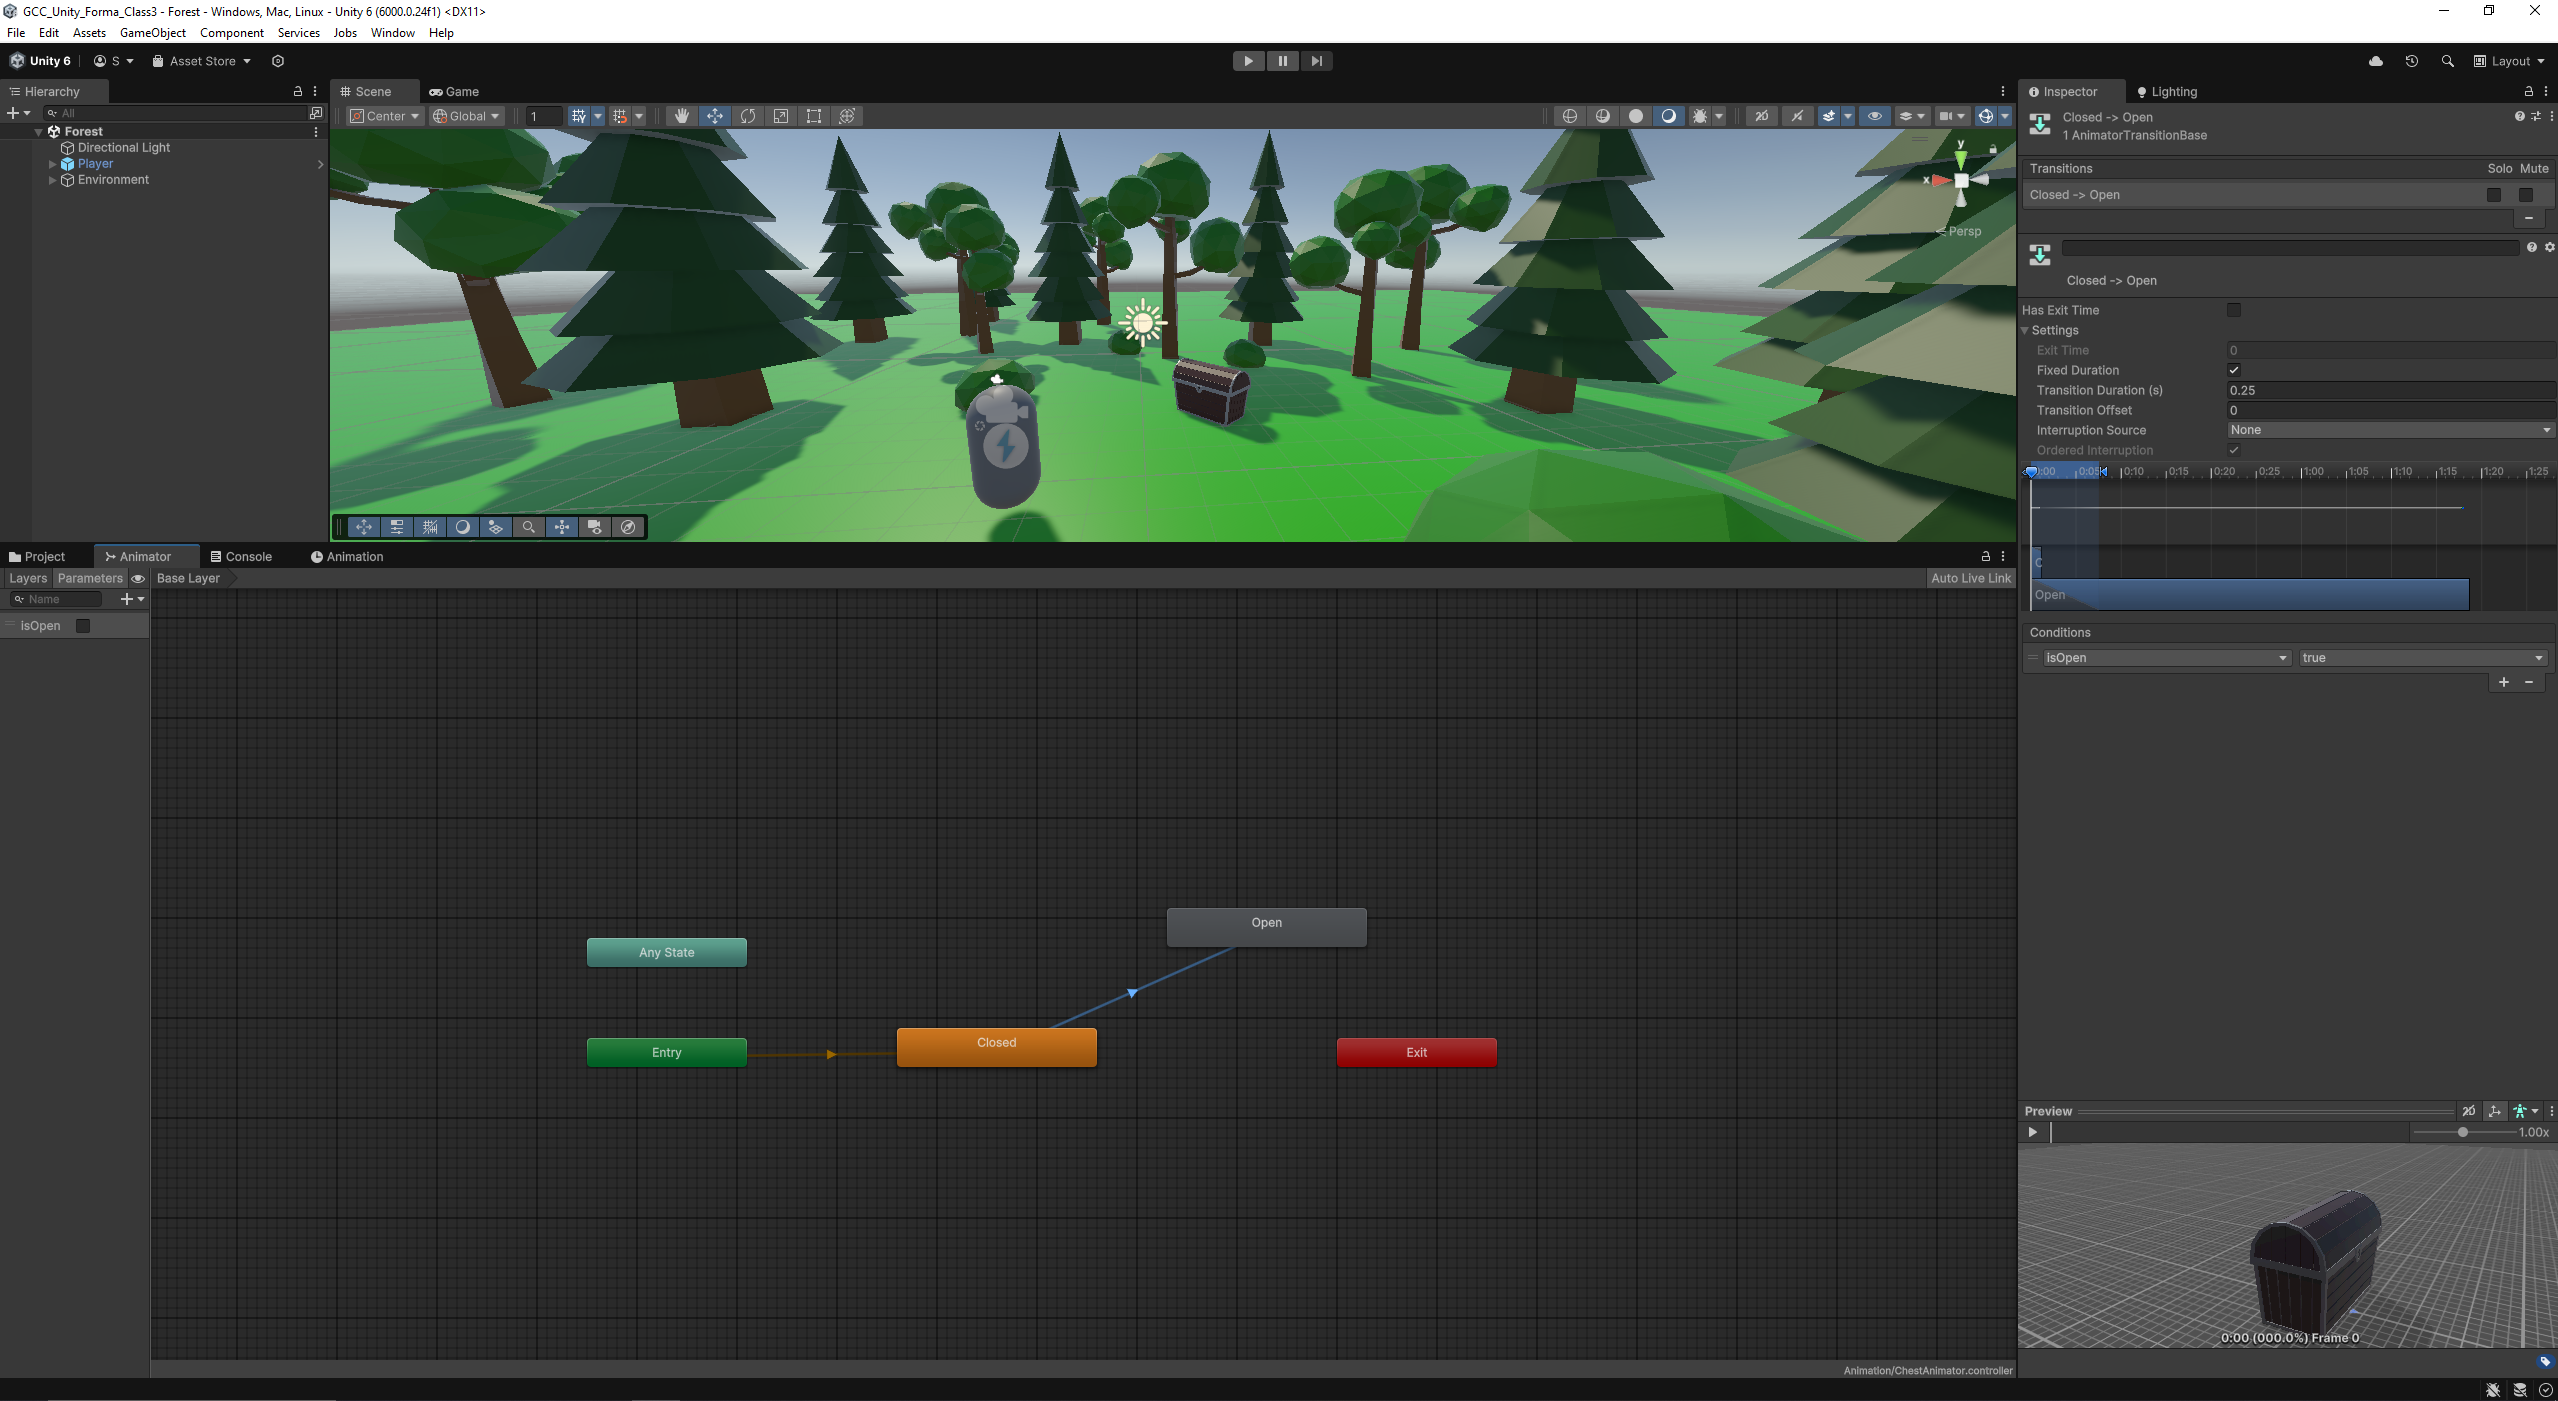 GCC_Unity_Forma_Class3 - Forest - Windows, Mac, Linux - Unity 6 (6000.0.24f1) <DX11>
File Edit Assets GameObject Component Services Jobs Window Help
Unity 6 S Asset Store Layout
Hierarchy
All
Forest
Directional Light
Player
Environment
Scene Game
Center Global 1 2D
y
x
Persp
Project Animator Console Animation
Layers Parameters Base Layer Auto Live Link
Name
isOpen
Any State
Entry
Closed
Open
Exit
Animation/ChestAnimator.controller
Inspector Lighting
Closed -> Open
1 AnimatorTransitionBase
Transitions Solo Mute
Closed -> Open
Closed -> Open
Has Exit Time
Settings
Exit Time 0
Fixed Duration
Transition Duration (s) 0.25
Transition Offset 0
Interruption Source None
Ordered Interruption
0:00 0:05 0:10 0:15 0:20 0:25 1:00 1:05 1:10 1:15 1:20 1:25
C
Open
Conditions
isOpen true
Preview 2D
1.00x
0:00 (000.0%) Frame 0